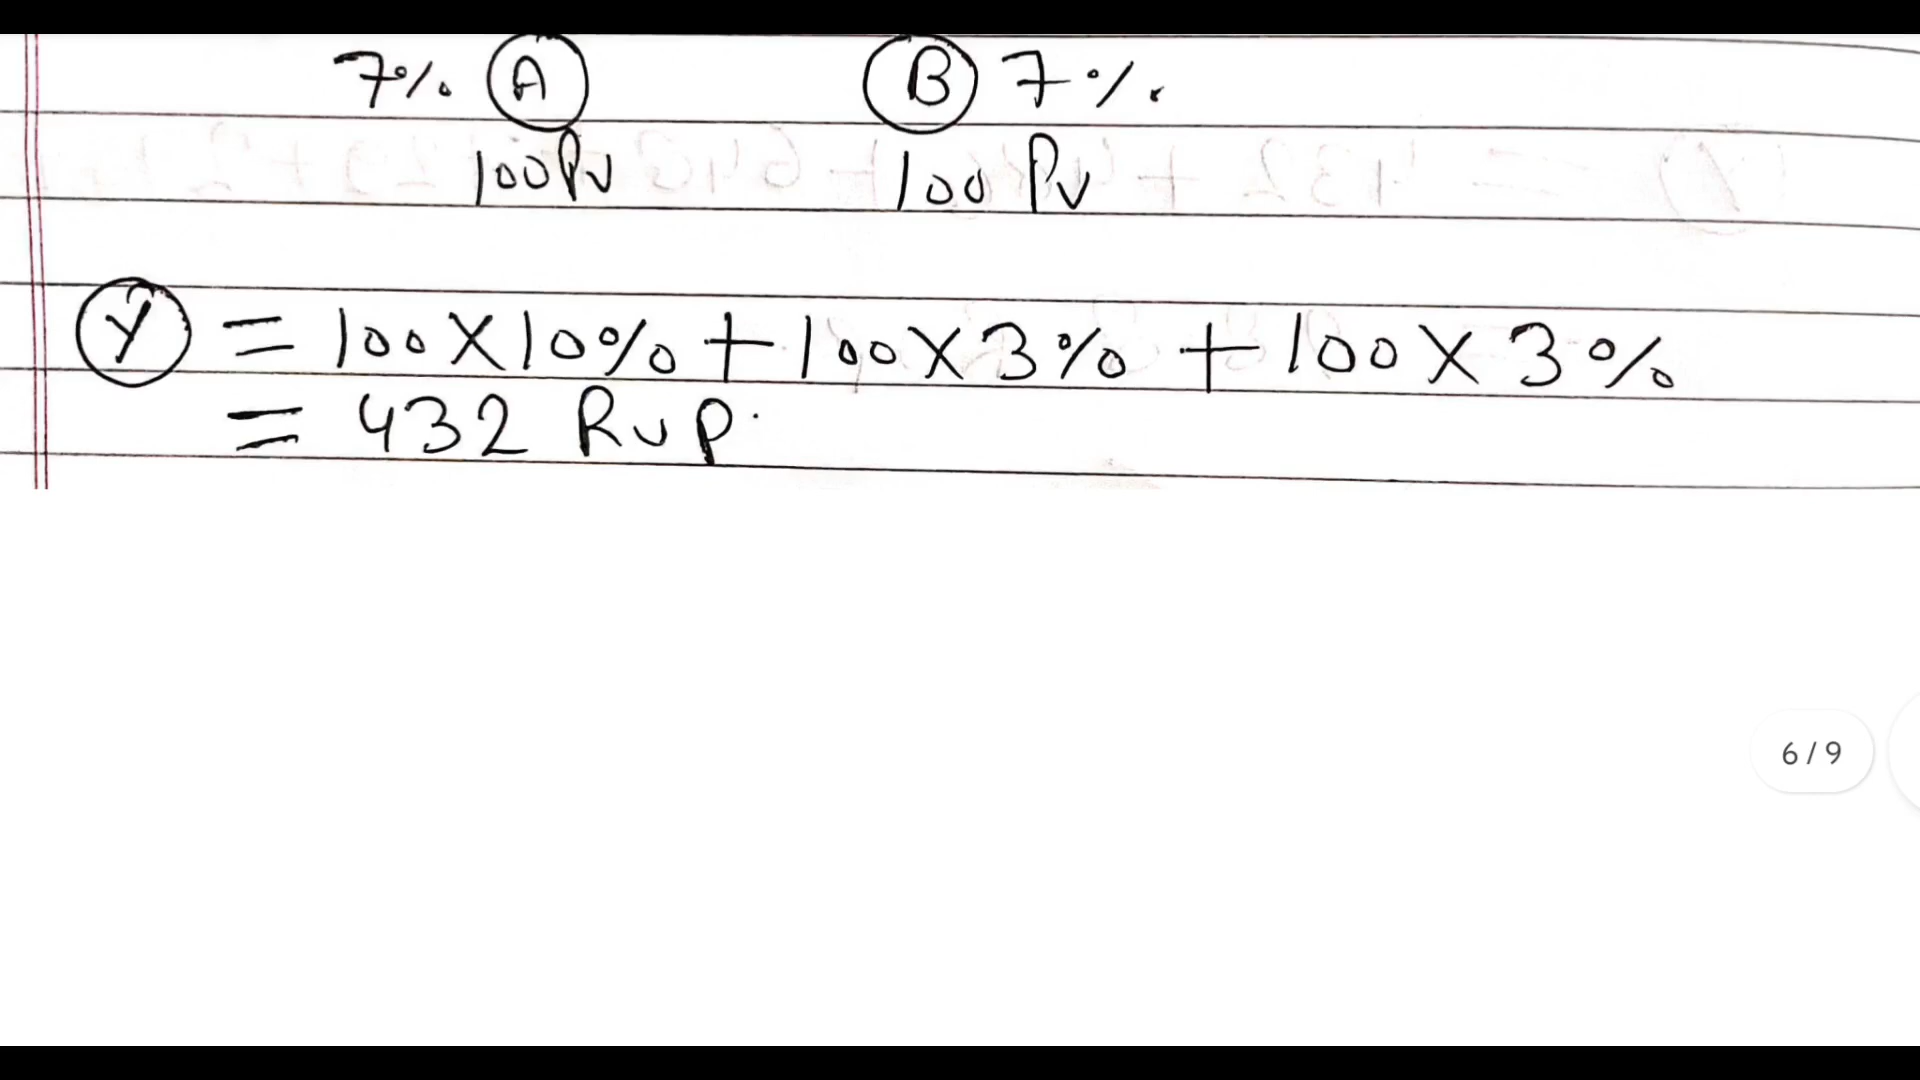 7% A B 7%.
100 Pv 100 Pv
Y = 100 X 10% + 100 X 3% + 100 X 3%
= 432 Rup.
6 / 9